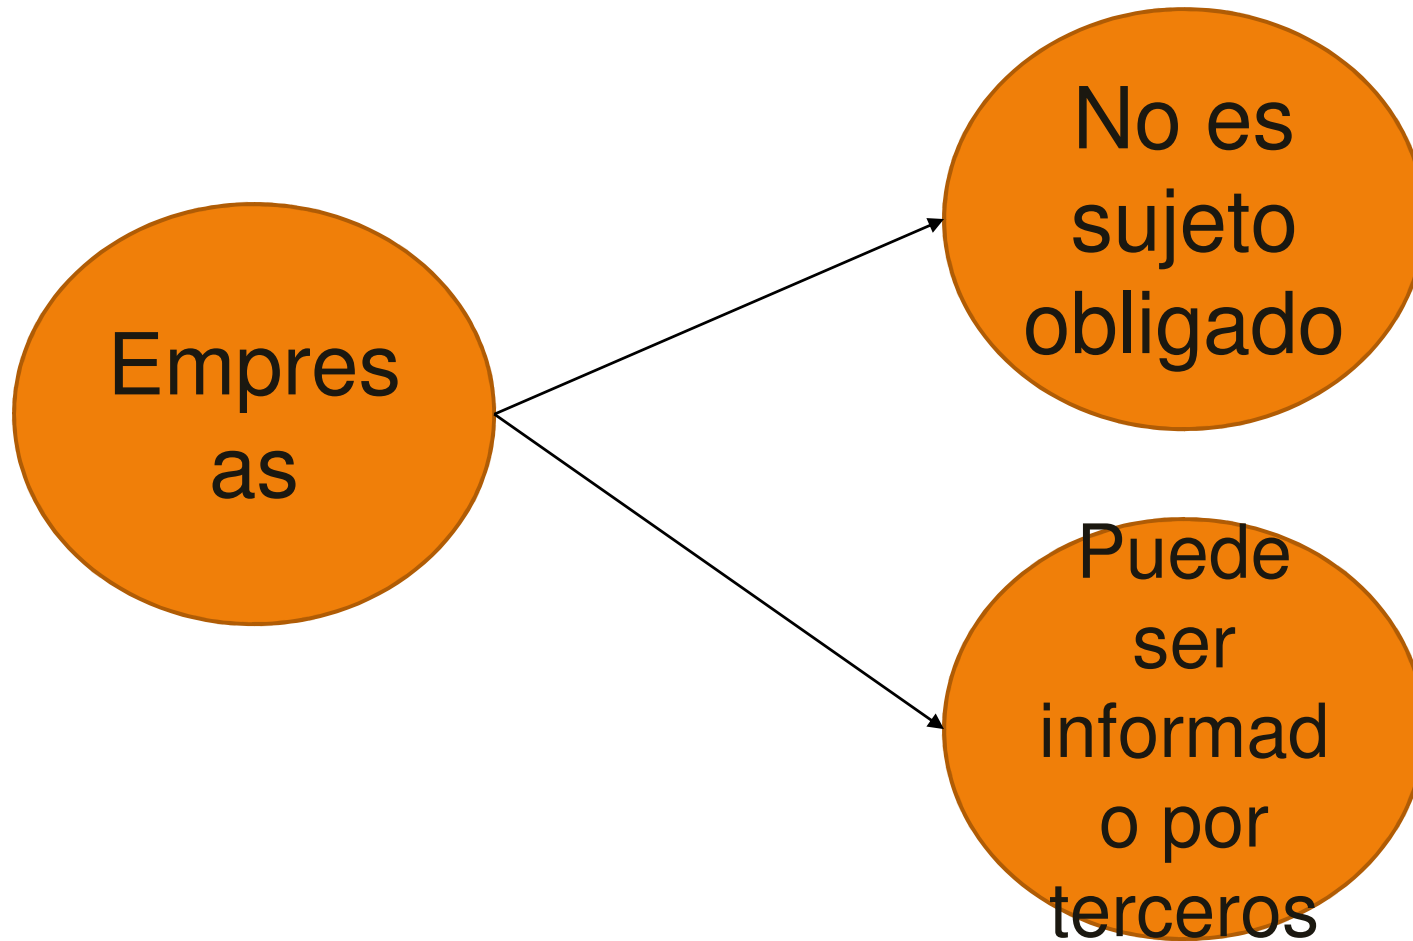 Empres
as
No es
sujeto
obligado
Puede
ser
informad
o por
terceros